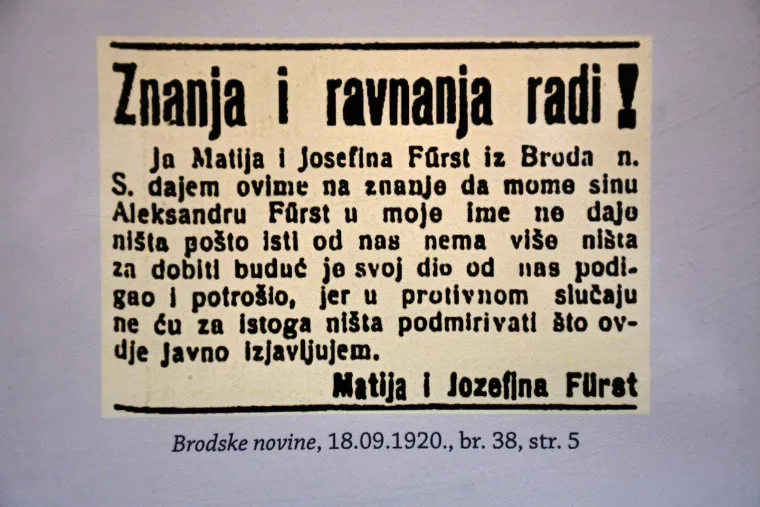 Znanja i ravnanja radi!
Ja Matija i Josefina Fürst iz Broda n.
S. dajem ovime na znanje da mome sinu
Aleksandru Fürst u moje ime ne daje
ništa pošto isti od nas nema više ništa
za dobiti buduć je svoj dio od nas podi-
gao i potrošio, jer u protivnom slučaju
ne ću za istoga ništa podmirivati što ov-
dje javno izjavljujem.
Matija i Jozefina Fürst
Brodske novine, 18.09.1920., br. 38, str. 5